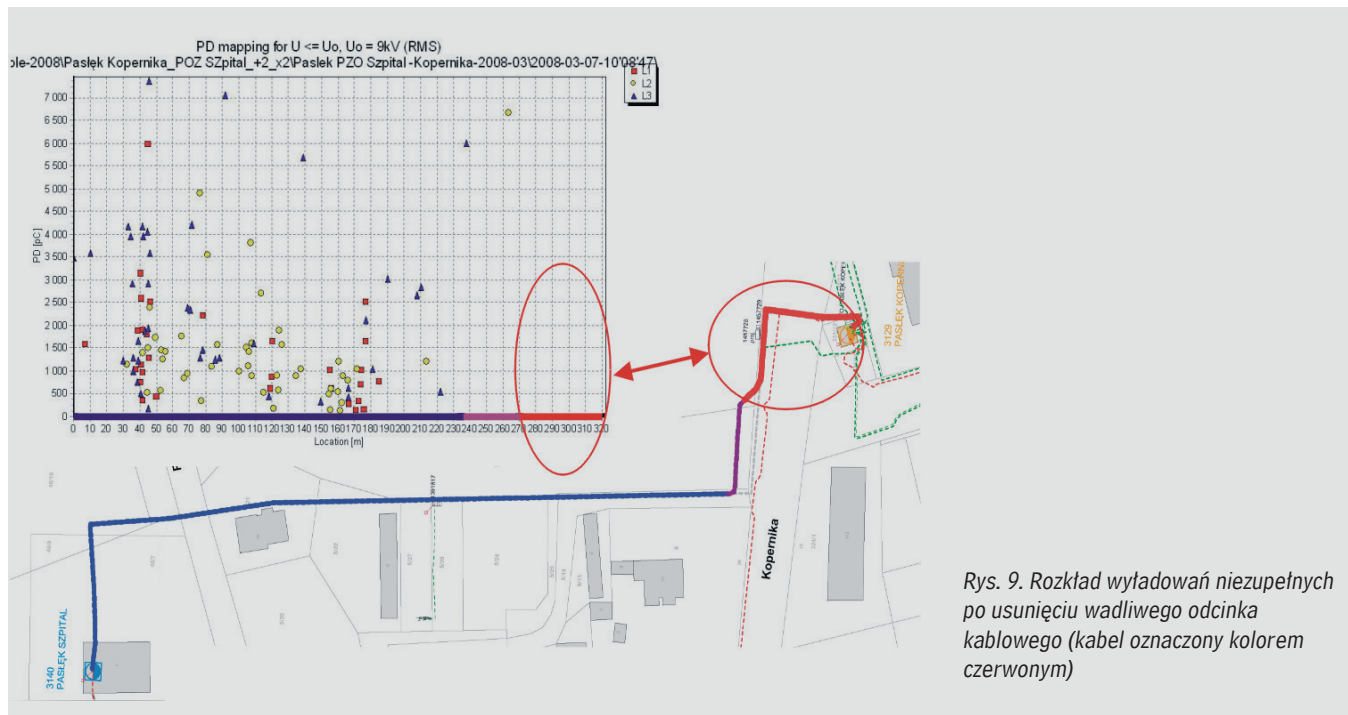 PD mapping for U <= Uo, Uo = 9kV (RMS)
ole-2008\Pasłęk Kopernika_POZ SZpital_+2_x2\Paslek PZO Szpital -Kopernika-2008-03\2008-03-07-10'08'47\
L1
L2
L3
7 000
6 500
6 000
5 500
5 000
4 500
4 000
3 500
3 000
2 500
2 000
1 500
1 000
500
0
PD [pC]
0 10 20 30 40 50 60 70 80 90 100 110 120 130 140 150 160 170 180 190 200 210 220 230 240 250 260 270 280 290 300 310 320
Location [m]
3129
PASŁĘK KOPERN
Kopernika
3140
PASŁĘK SZPITAL
Rys. 9. Rozkład wyładowań niezupełnych
po usunięciu wadliwego odcinka
kablowego (kabel oznaczony kolorem
czerwonym)